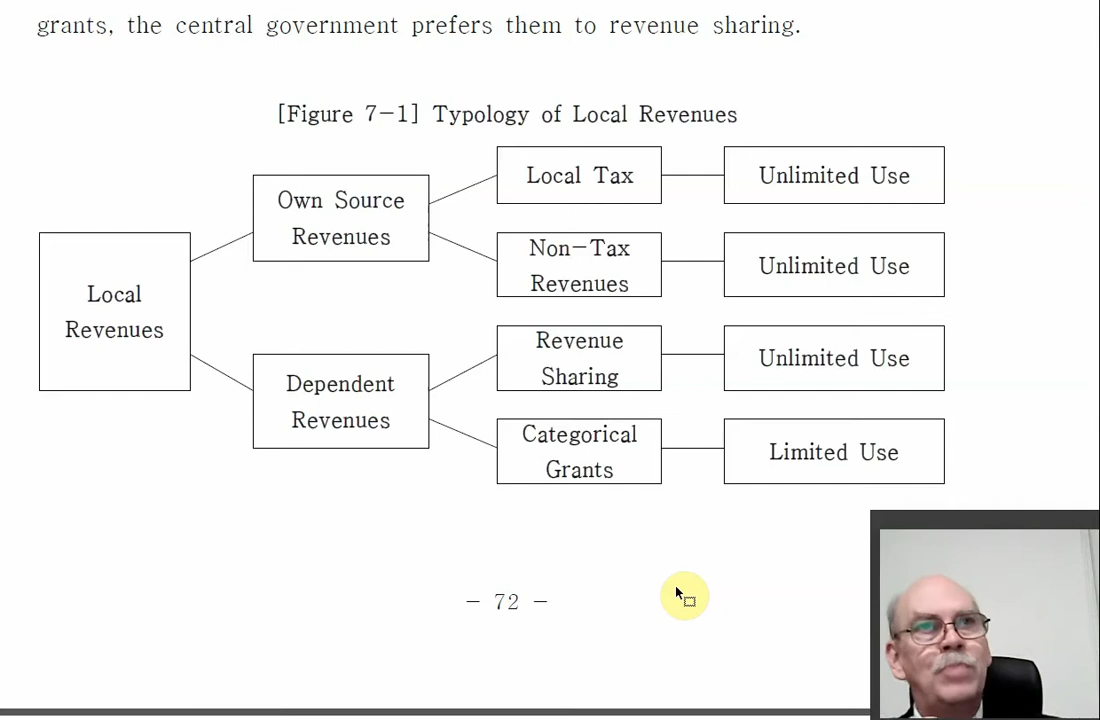 grants, the central government prefers them to revenue sharing.
[Figure 7-1] Typology of Local Revenues
Local
Revenues
Own Source
Revenues
Dependent
Revenues
Local Tax
Non-Tax
Revenues
Revenue
Sharing
Categorical
Grants
Unlimited Use
Unlimited Use
Unlimited Use
Limited Use
- 72 -